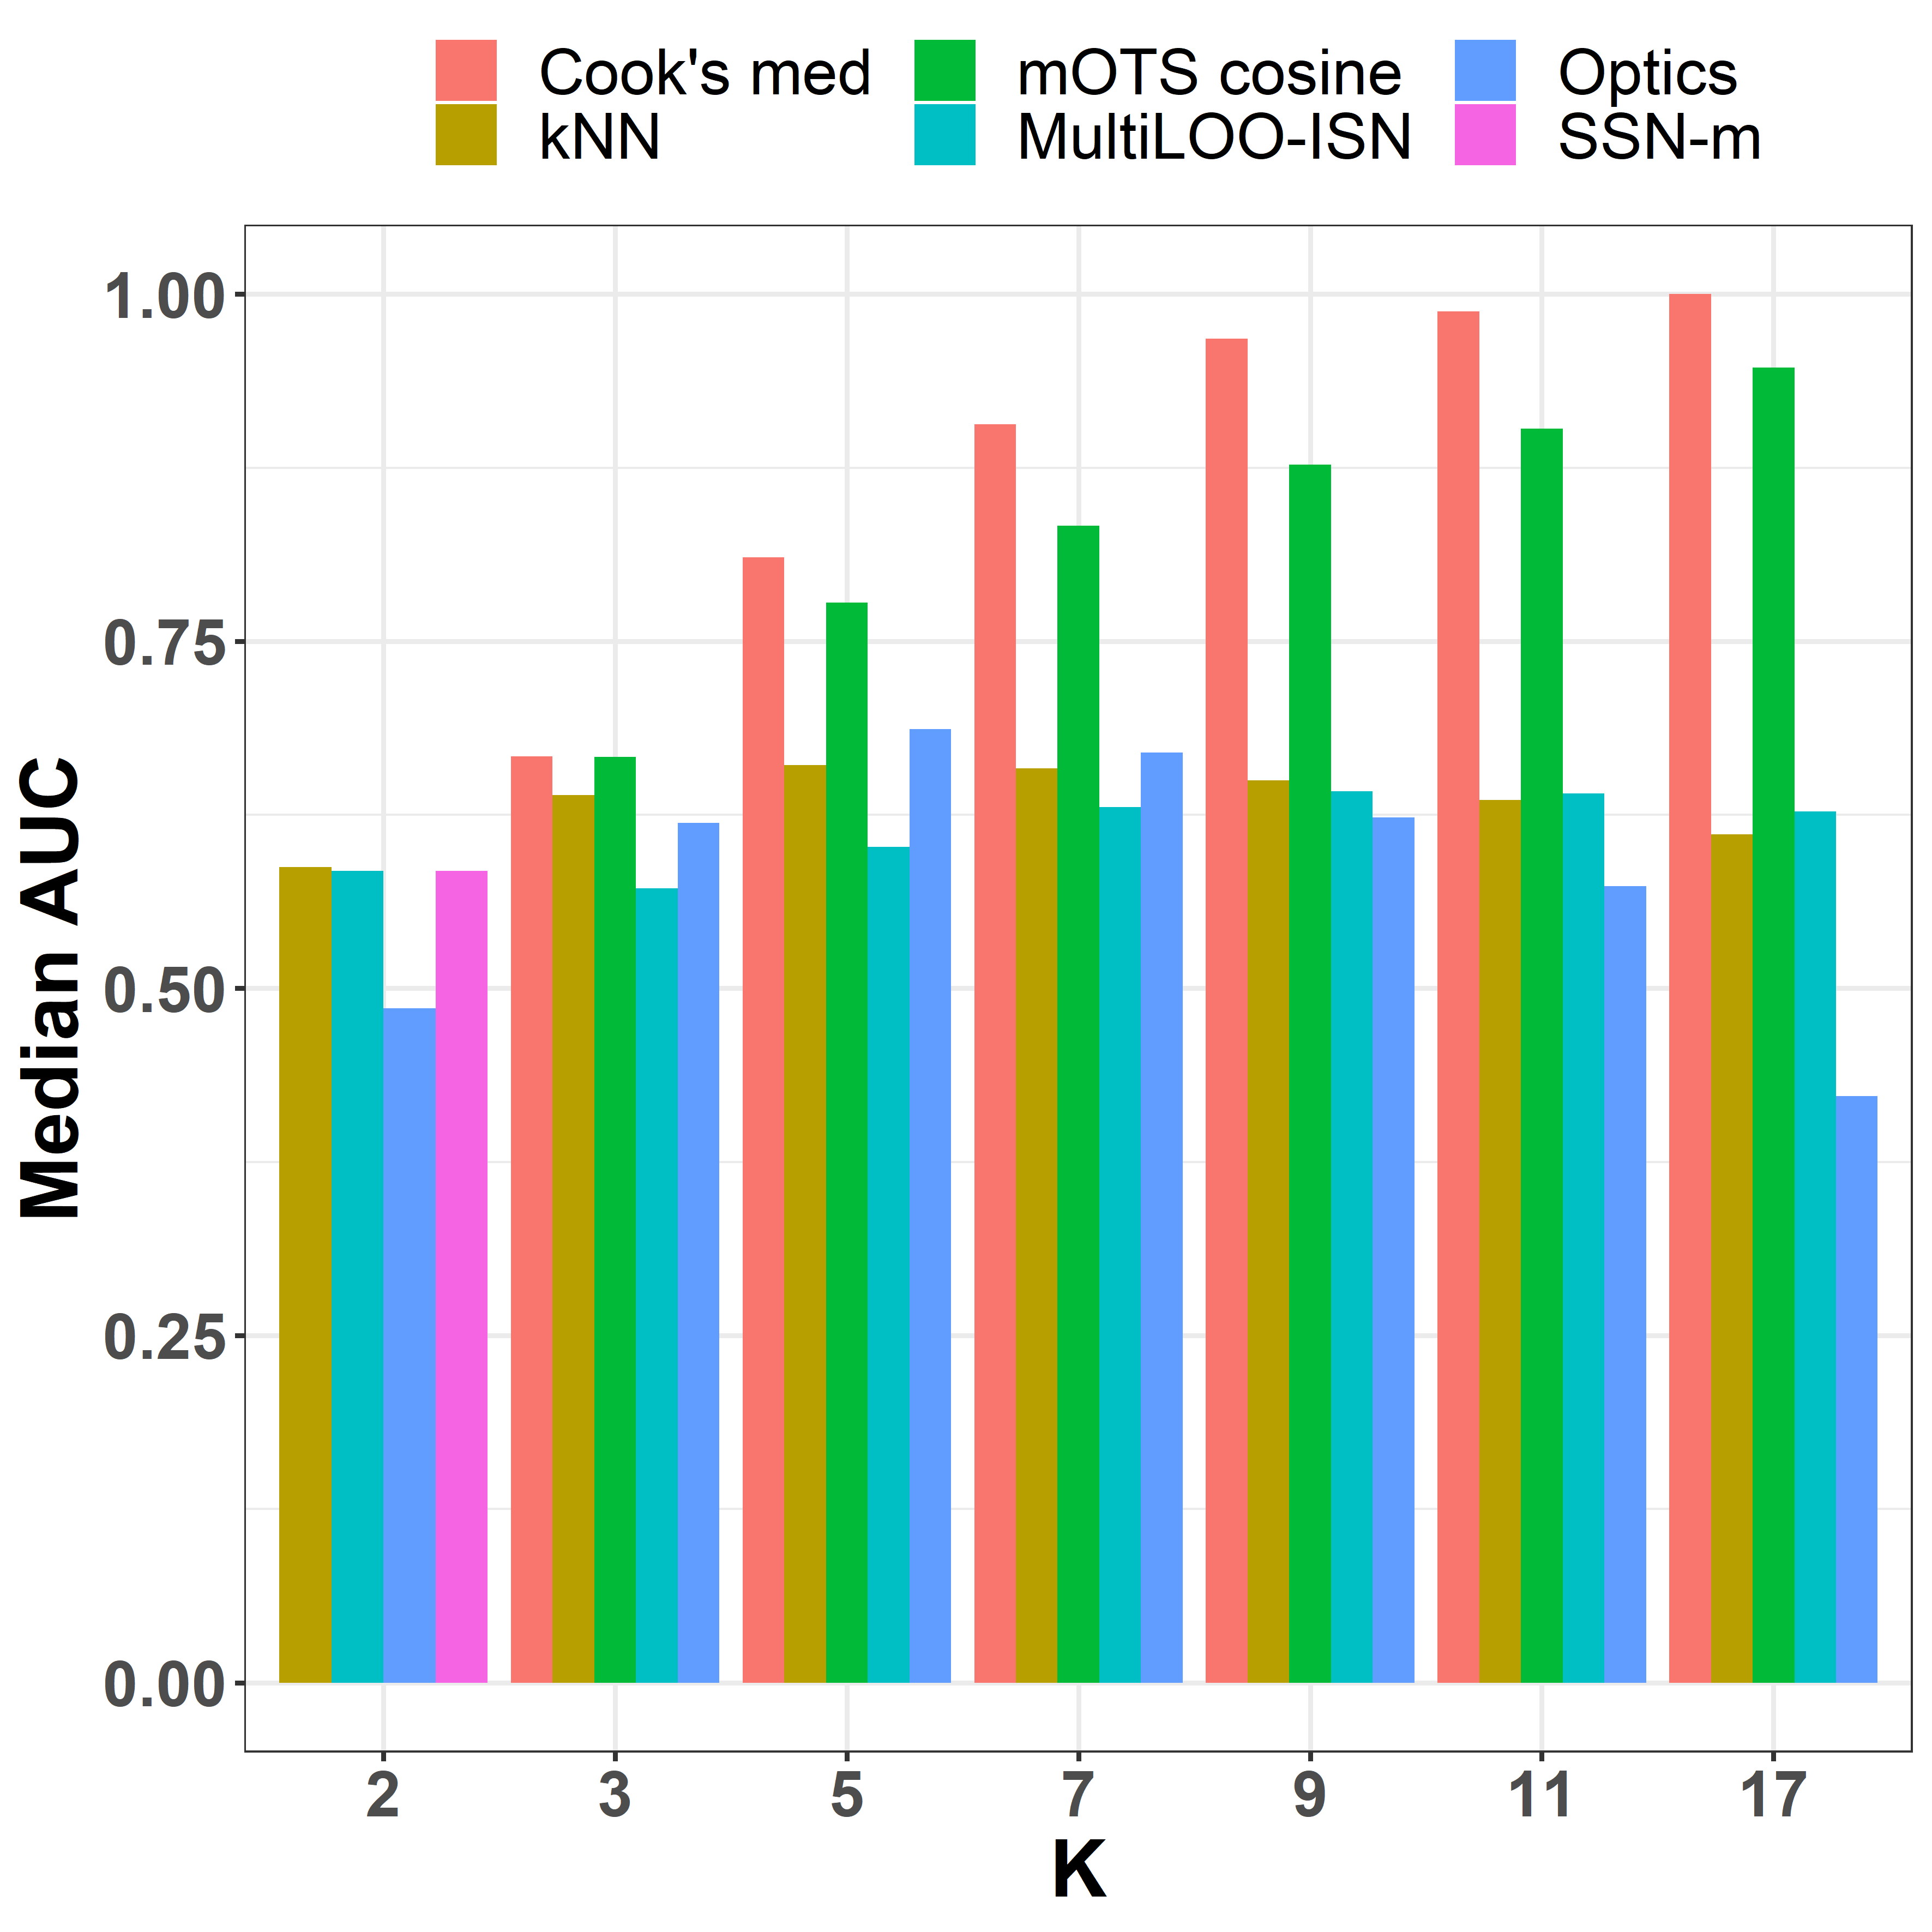 Cook's med mOTS cosine Optics
kNN MultiLOO-ISN SSN-m
1.00
0.75
0.50
0.25
0.00
Median AUC
2 3 5 7 9 11 17
K